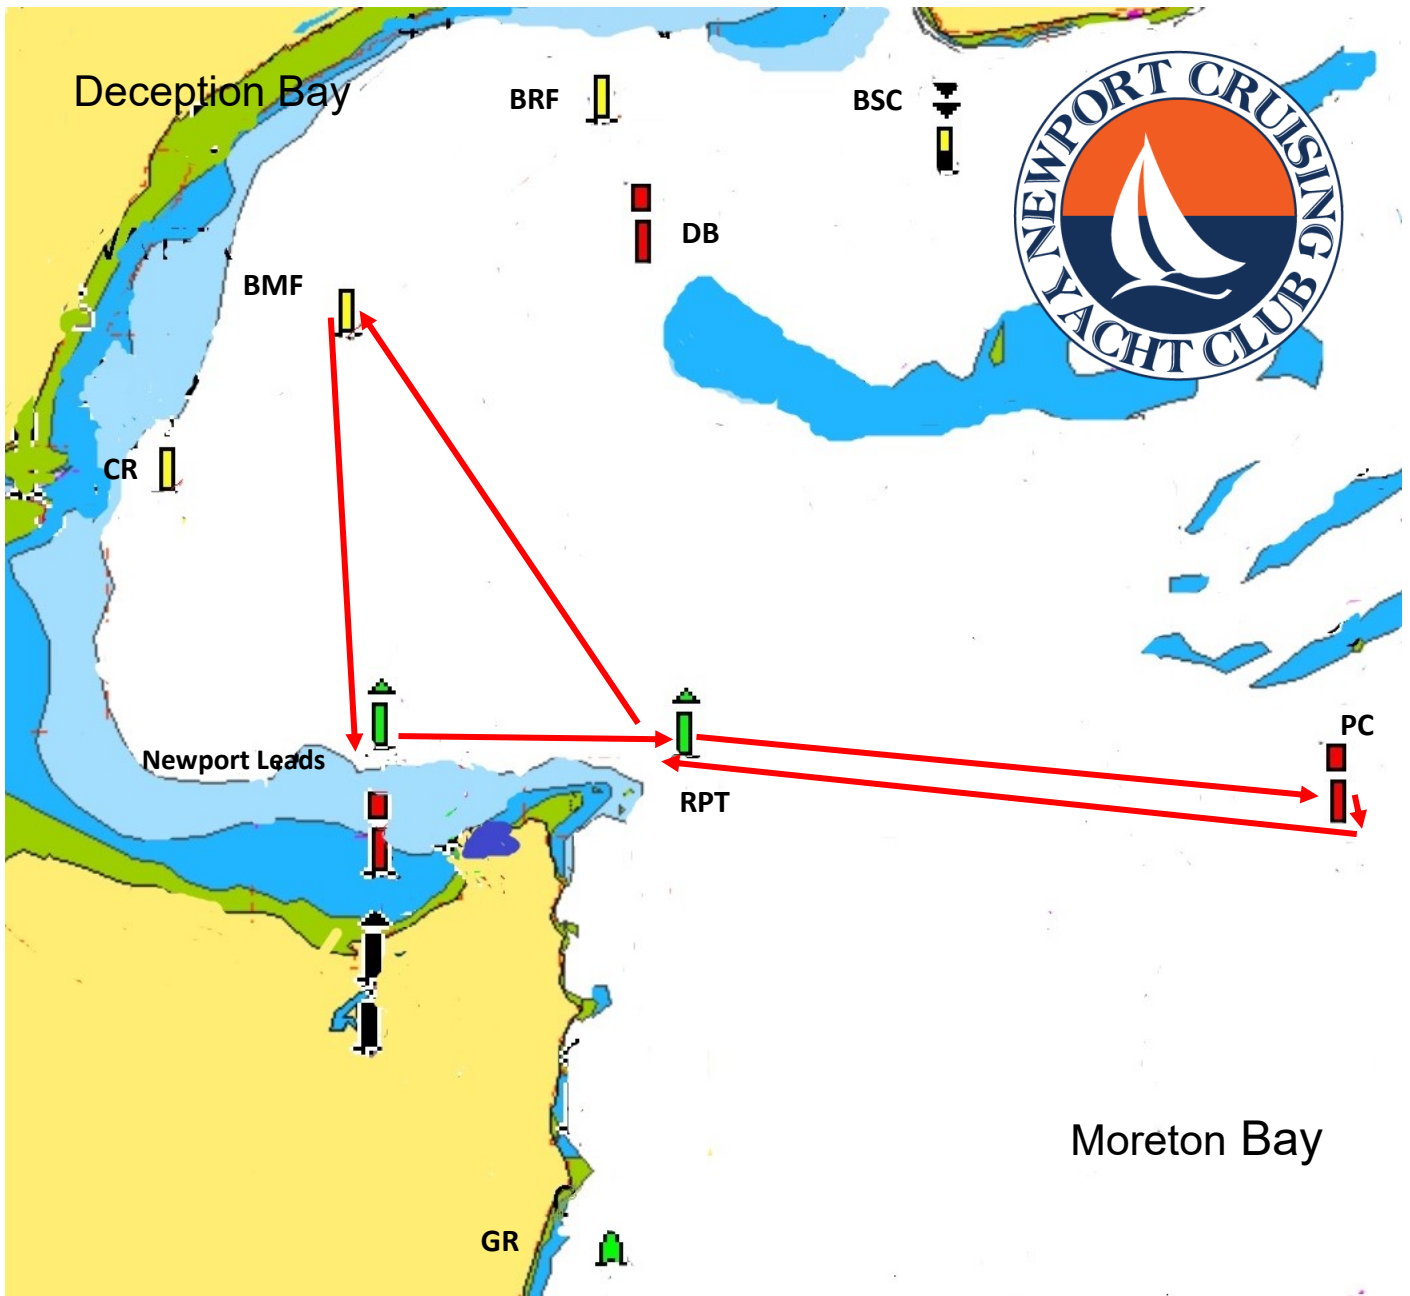 Deception Bay
BRF
BSC
NEWPORT CRUISING
YACHT CLUB
DB
BMF
CR
PC
Newport Leads
RPT
Moreton Bay
GR